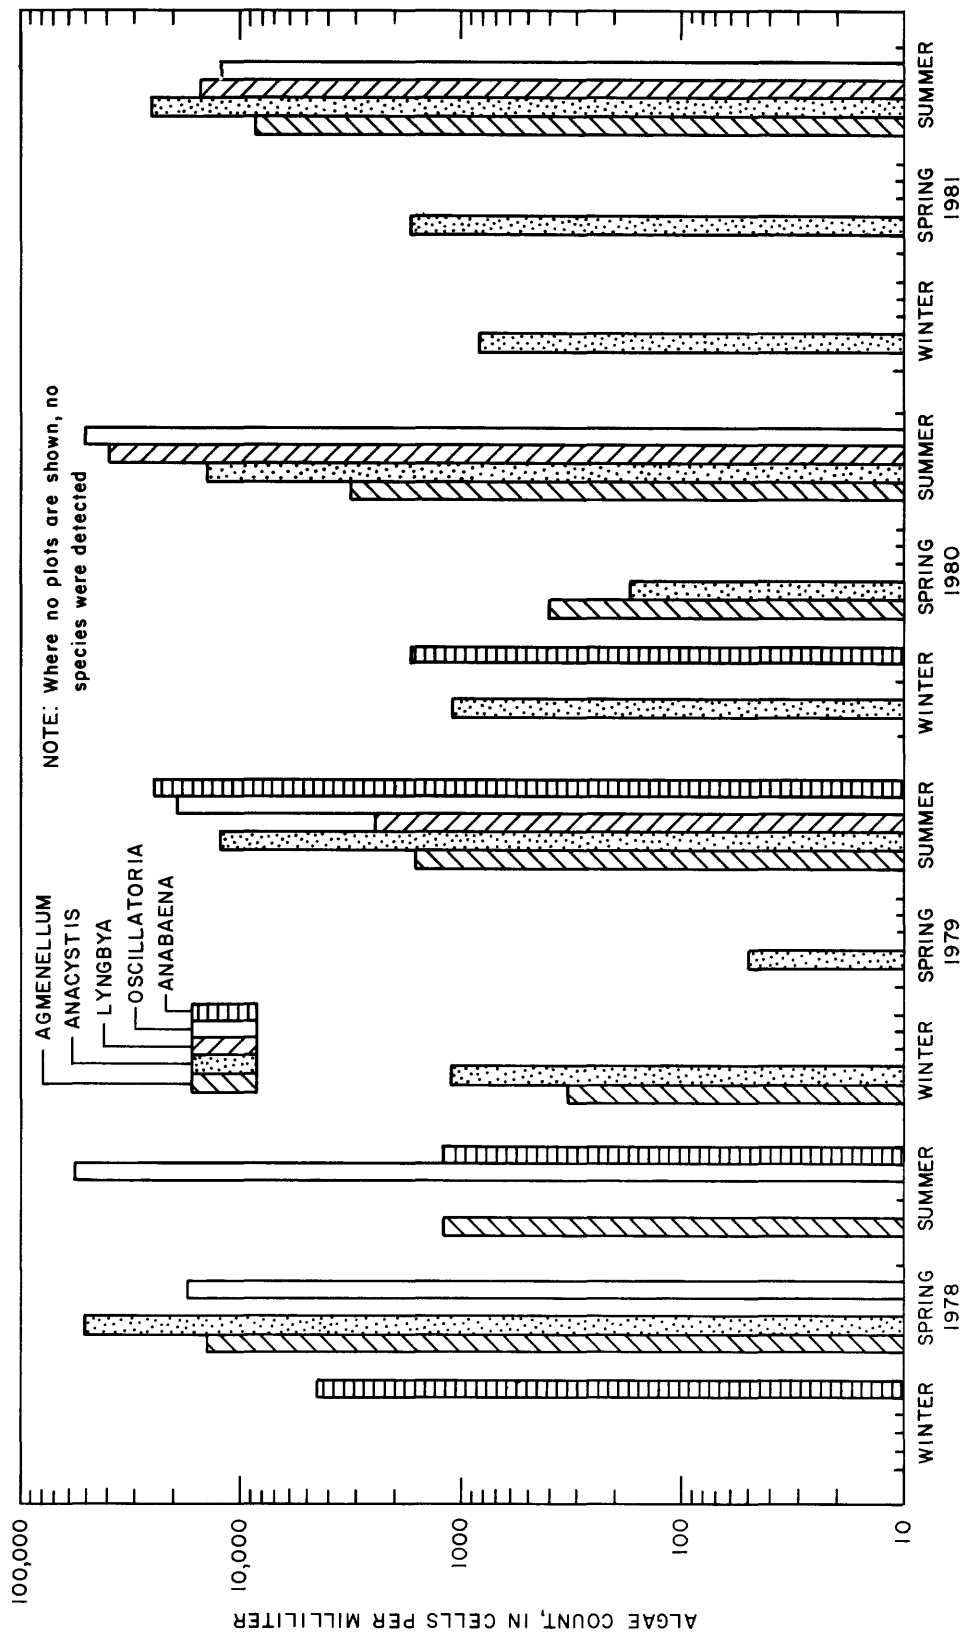 ALGAE COUNT, IN CELLS PER MILLILITER
100,000
10,000
1000
100
10
AGMENELLUM
ANACYSTIS
LYNGBYA
OSCILLATORIA
ANABAENA
NOTE: Where no plots are shown, no
species were detected
WINTER SPRING SUMMER WINTER SPRING SUMMER WINTER SPRING SUMMER WINTER SPRING SUMMER
1978 1979 1980 1981